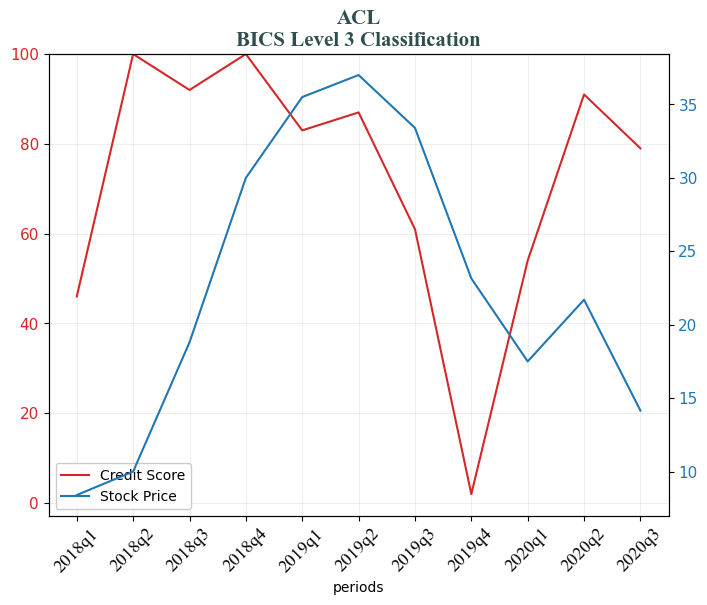 ACL
BICS Level 3 Classification
100
80
60
40
20
0
35
30
25
20
15
10
Credit Score
Stock Price
2018q1
2018q2
2018q3
2018q4
2019q1
2019q2
2019q3
2019q4
2020q1
2020q2
2020q3
periods